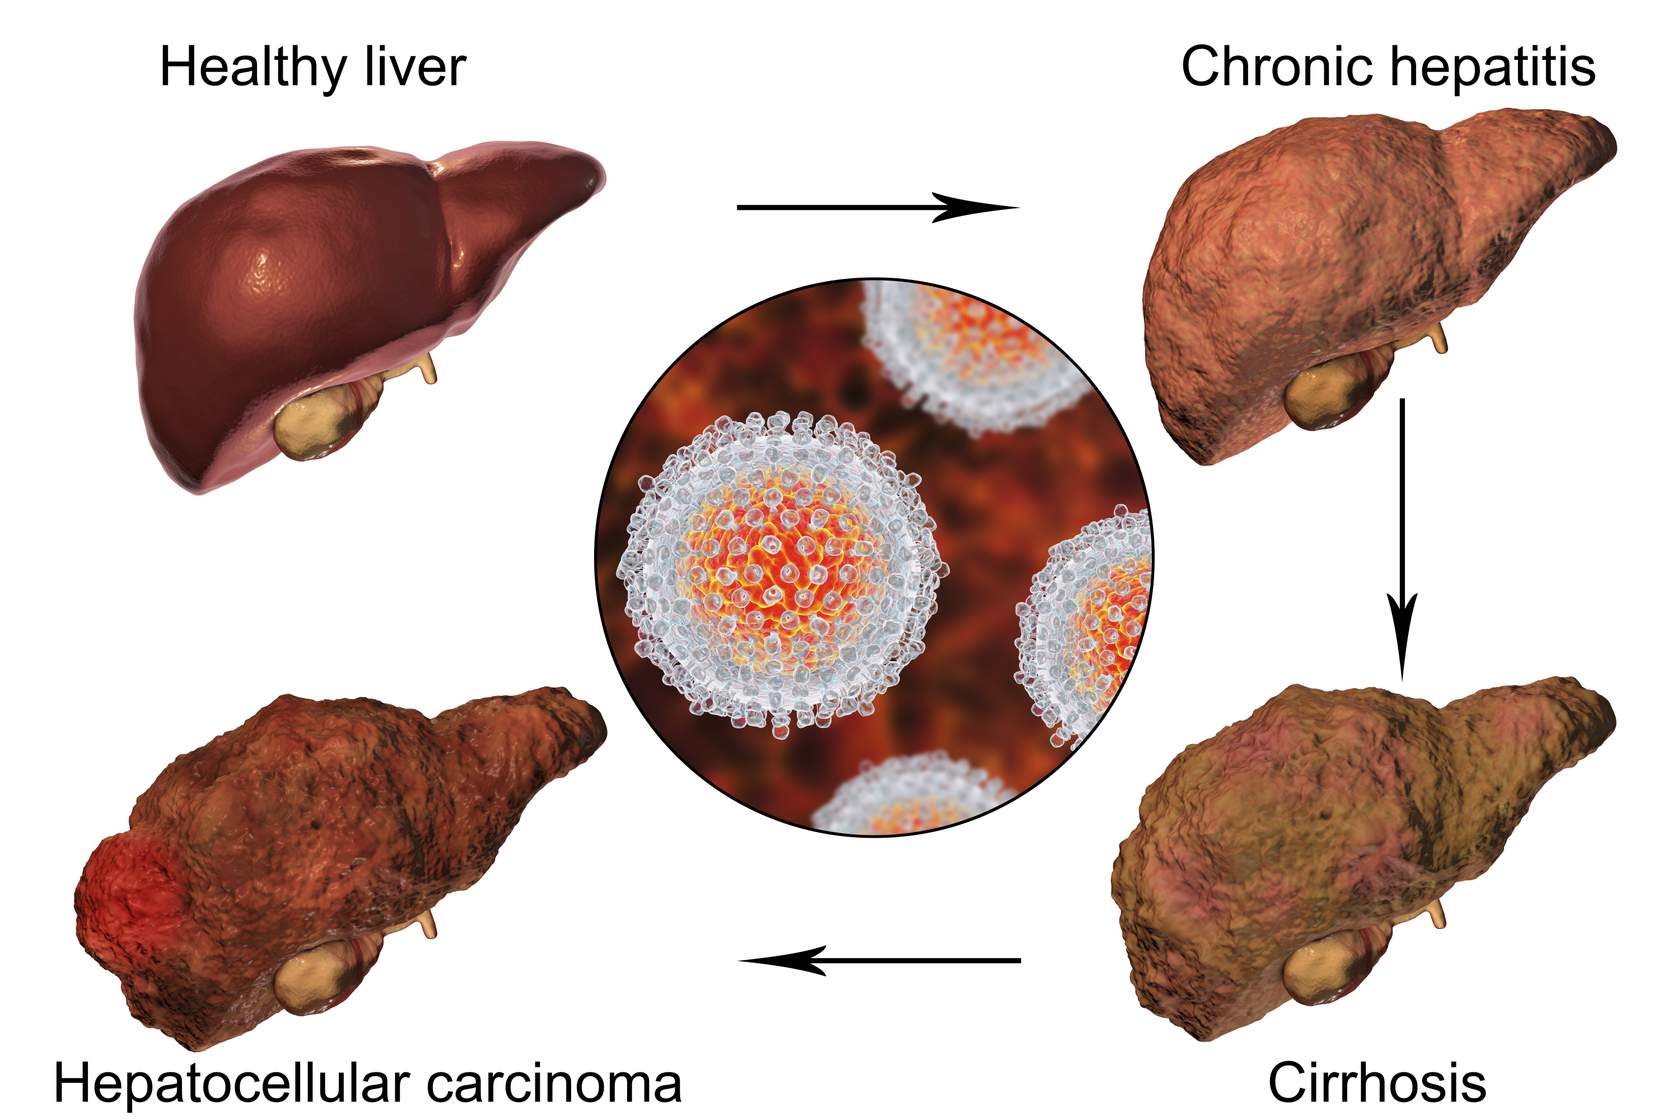 Healthy liver
Chronic hepatitis
Hepatocellular carcinoma
Cirrhosis